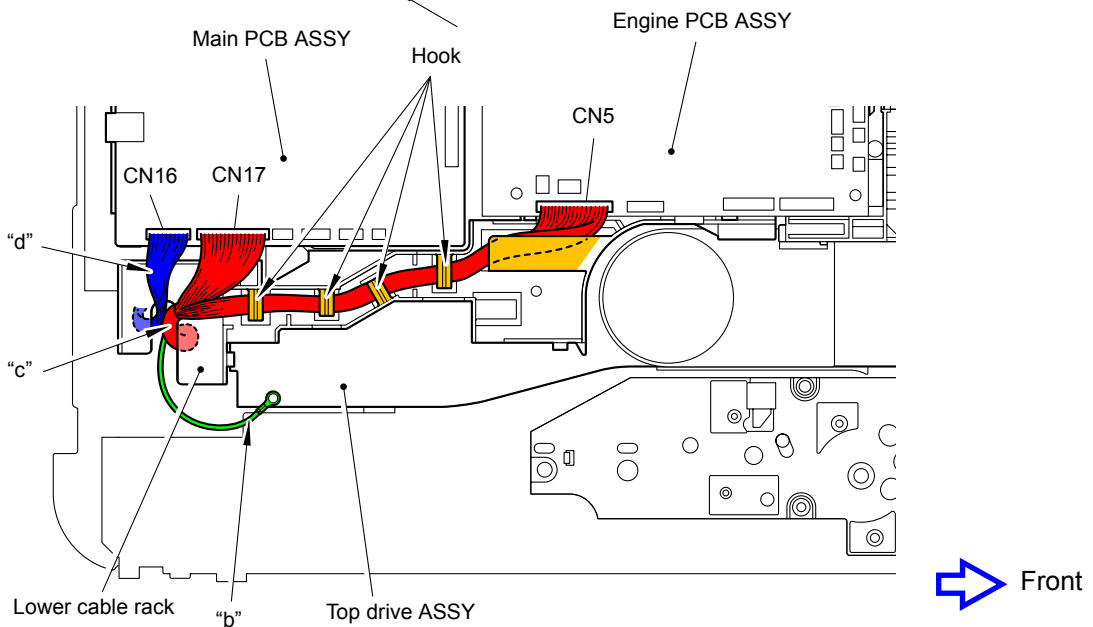 Engine PCB ASSY
Main PCB ASSY
Hook
CN5
CN16
CN17
“d”
“c”
Lower cable rack
“b”
Top drive ASSY
Front